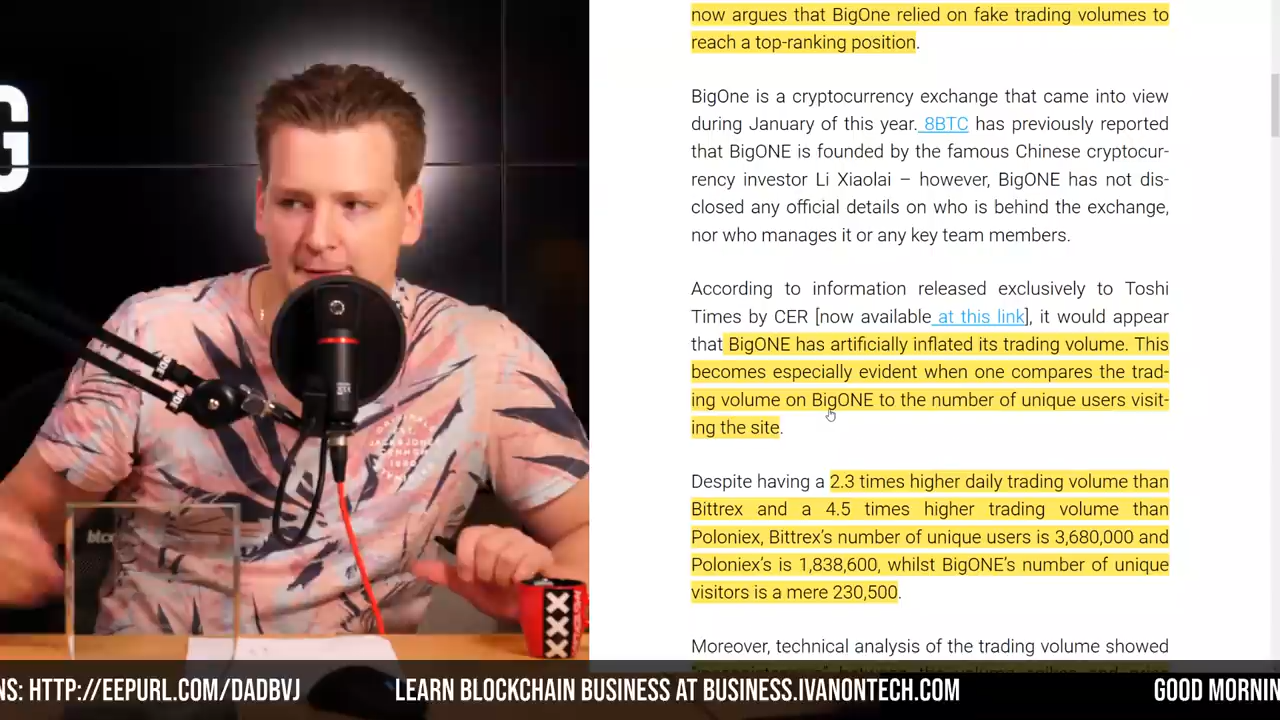 now argues that BigOne relied on fake trading volumes to
reach a top-ranking position.
BigOne is a cryptocurrency exchange that came into view
during January of this year. 8BTC has previously reported
that BigONE is founded by the famous Chinese cryptocur-
rency investor Li Xiaolai – however, BigONE has not dis-
closed any official details on who is behind the exchange,
nor who manages it or any key team members.
According to information released exclusively to Toshi
Times by CER [now available at this link], it would appear
that BigONE has artificially inflated its trading volume. This
becomes especially evident when one compares the trad-
ing volume on BigONE to the number of unique users visit-
ing the site.
Despite having a 2.3 times higher daily trading volume than
Bittrex and a 4.5 times higher trading volume than
Poloniex, Bittrex's number of unique users is 3,680,000 and
Poloniex's is 1,838,600, whilst BigONE's number of unique
visitors is a mere 230,500.
Moreover, technical analysis of the trading volume showed
G
JACK&JONES
XXX
NS: HTTP://EEPURL.COM/DADBVJ
LEARN BLOCKCHAIN BUSINESS AT BUSINESS.IVANONTECH.COM
GOOD MORNIN